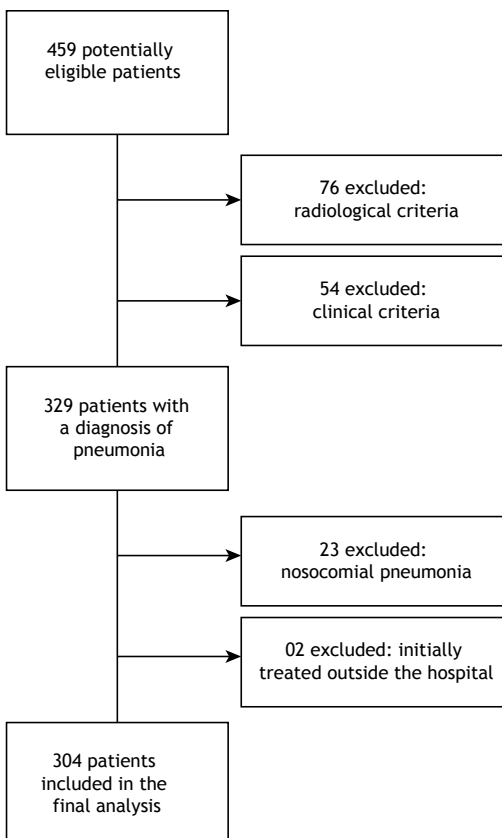 459 potentially
eligible patients
76 excluded:
radiological criteria
54 excluded:
clinical criteria
329 patients with
a diagnosis of
pneumonia
23 excluded:
nosocomial pneumonia
02 excluded: initially
treated outside the hospital
304 patients
included in the
final analysis